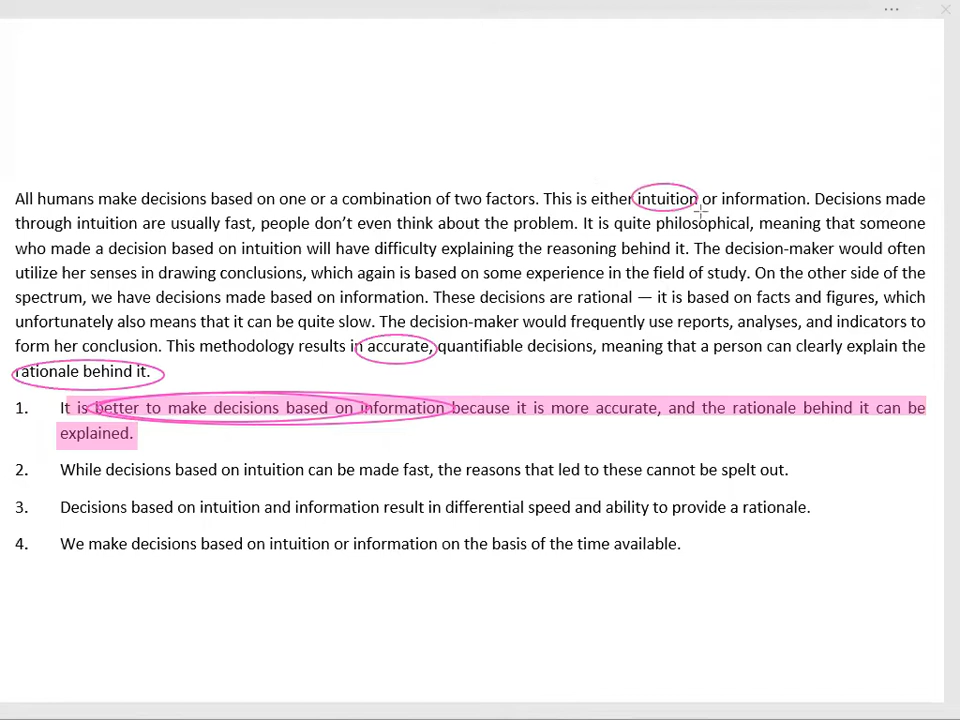 All humans make decisions based on one or a combination of two factors. This is either intuition or information. Decisions made
through intuition are usually fast, people don’t even think about the problem. It is quite philosophical, meaning that someone
who made a decision based on intuition will have difficulty explaining the reasoning behind it. The decision-maker would often
utilize her senses in drawing conclusions, which again is based on some experience in the field of study. On the other side of the
spectrum, we have decisions made based on information. These decisions are rational — it is based on facts and figures, which
unfortunately also means that it can be quite slow. The decision-maker would frequently use reports, analyses, and indicators to
form her conclusion. This methodology results in accurate, quantifiable decisions, meaning that a person can clearly explain the
rationale behind it.
1. It is better to make decisions based on information because it is more accurate, and the rationale behind it can be
explained.
2. While decisions based on intuition can be made fast, the reasons that led to these cannot be spelt out.
3. Decisions based on intuition and information result in differential speed and ability to provide a rationale.
4. We make decisions based on intuition or information on the basis of the time available.